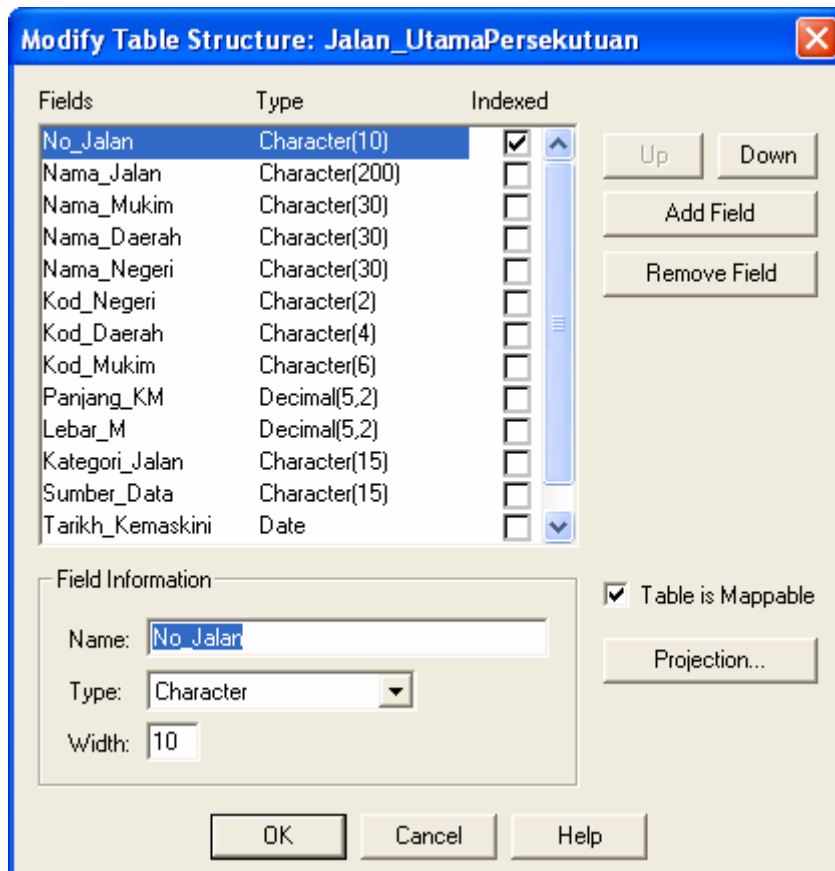 Modify Table Structure: Jalan_UtamaPersekutuan
Fields Type Indexed
No_Jalan Character(10)
Nama_Jalan Character(200)
Nama_Mukim Character(30)
Nama_Daerah Character(30)
Nama_Negeri Character(30)
Kod_Negeri Character(2)
Kod_Daerah Character(4)
Kod_Mukim Character(6)
Panjang_KM Decimal(5,2)
Lebar_M Decimal(5,2)
Kategori_Jalan Character(15)
Sumber_Data Character(15)
Tarikh_Kemaskini Date
Up Down
Add Field
Remove Field
Field Information
Name: No_Jalan
Type: Character
Width: 10
Table is Mappable
Projection...
OK Cancel Help